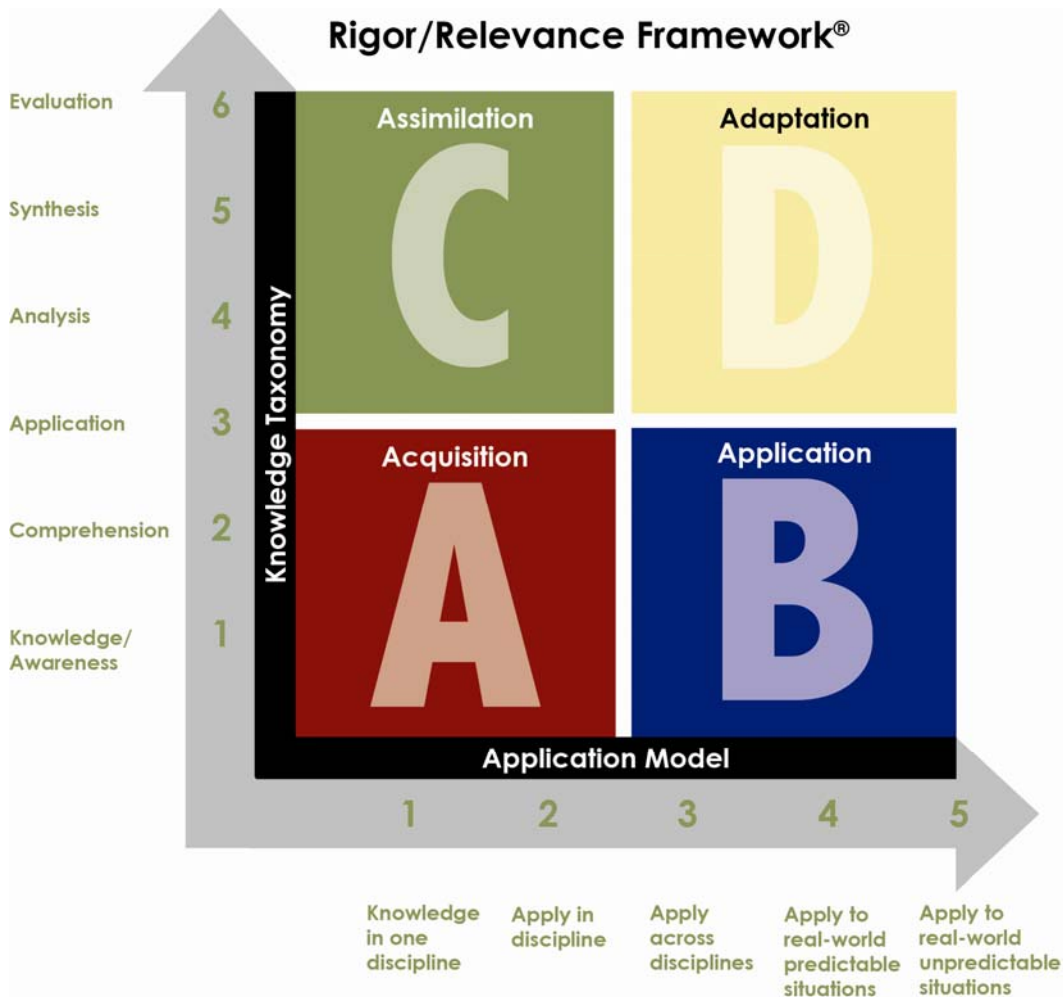 Rigor/Relevance Framework®
Evaluation
6
Synthesis
5
Analysis
4
Application
3
Comprehension
2
Knowledge/
Awareness
1
Knowledge Taxonomy
Assimilation
C
Adaptation
D
Acquisition
A
Application
B
Application Model
1
2
3
4
5
Knowledge
in one
discipline
Apply in
discipline
Apply
across
disciplines
Apply to
real-world
predictable
situations
Apply to
real-world
unpredictable
situations